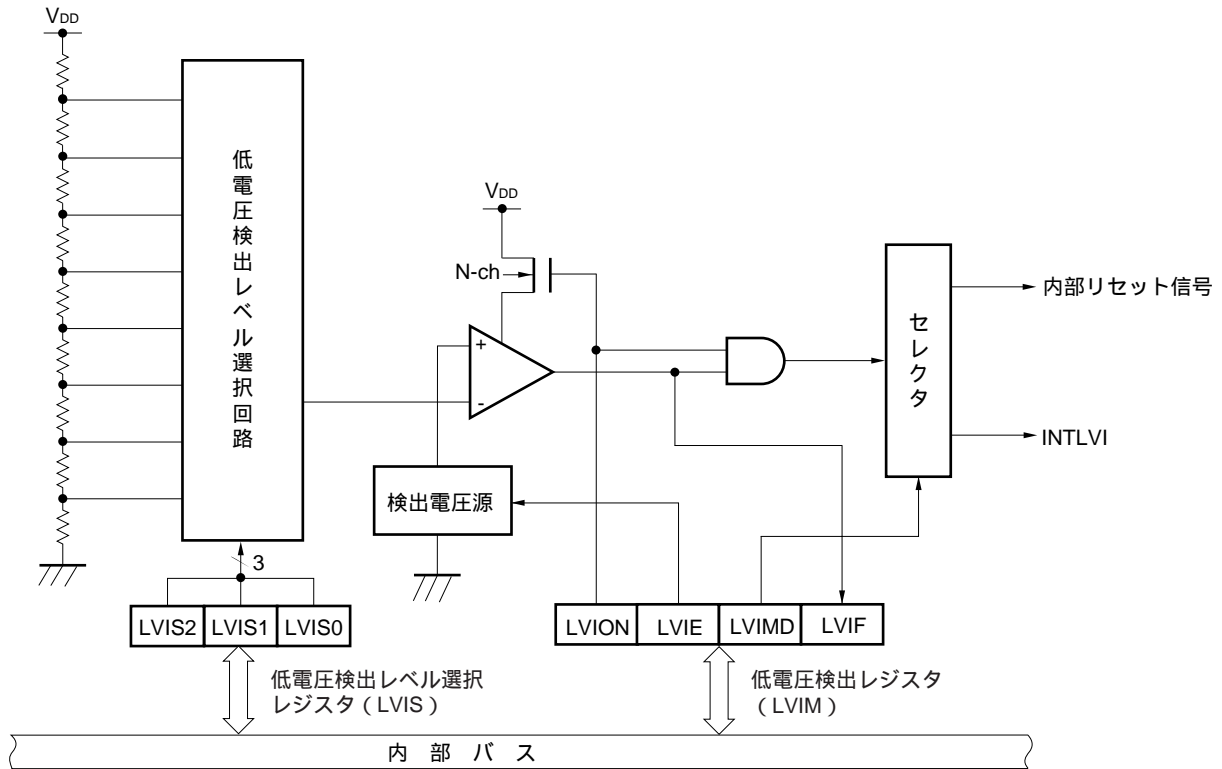 VDD
低電圧検出レベル選択回路
VDD
N-ch
+
-
検出電圧源
セレクタ
内部リセット信号
INTLVI
3
LVIS2 LVIS1 LVIS0
LVION LVIE LVIMD LVIF
低電圧検出レベル選択
レジスタ(LVIS)
低電圧検出レジスタ
(LVIM)
内部バス